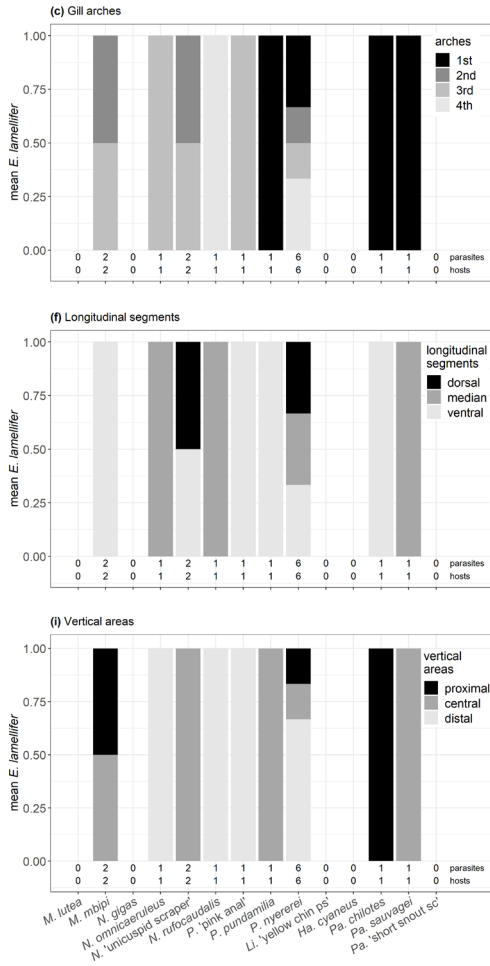 (c) Gill arches
mean E. lamellifer
1.00
0.75
0.50
0.25
0.00
arches
1st
2nd
3rd
4th
0 2 0 1 2 1 1 1 6 0 0 1 1 0 parasites
0 2 0 1 2 1 1 1 6 0 0 1 1 0 hosts
(f) Longitudinal segments
mean E. lamellifer
1.00
0.75
0.50
0.25
0.00
longitudinal
segments
dorsal
median
ventral
0 2 0 1 2 1 1 1 6 0 0 1 1 0 parasites
0 2 0 1 2 1 1 1 6 0 0 1 1 0 hosts
(i) Vertical areas
mean E. lamellifer
1.00
0.75
0.50
0.25
0.00
vertical
areas
proximal
central
distal
0 2 0 1 2 1 1 1 6 0 0 1 1 0 parasites
0 2 0 1 2 1 1 1 6 0 0 1 1 0 hosts
M. lutea
M. mbipi
N. gigas
N. omnicaeruleus
N. 'unicuspid scraper'
N. rufocaudalis
P. 'pink anal'
P. pundamilia
P. nyererei
Li. 'yellow chin ps'
Ha. cyaneus
Pa. chilotes
Pa. sauvagei
Pa. 'short snout sc'